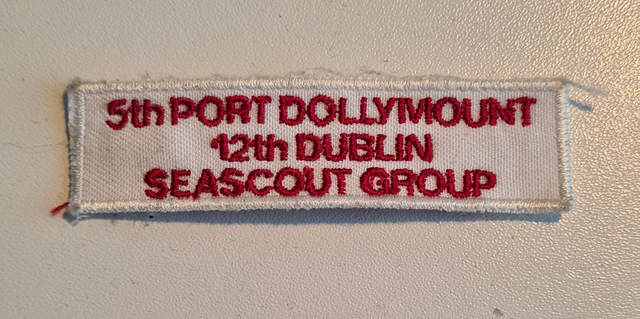 5th PORT DOLLYMOUNT
12th DUBLIN
SEASCOUT GROUP